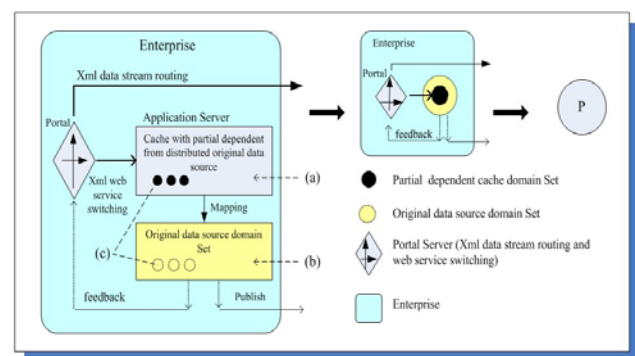 Enterprise
Xml data stream routing
Portal
Application Server
Cache with partial dependent
from distributed original data
source
(a)
Xml web
service
switching
Mapping
(c)
Original data source domain
Set
(b)
feedback
Publish
Enterprise
Portal
feedback
P
Partial dependent cache domain Set
Original data source domain Set
Portal Server (Xml data stream routing and
web service switching)
Enterprise